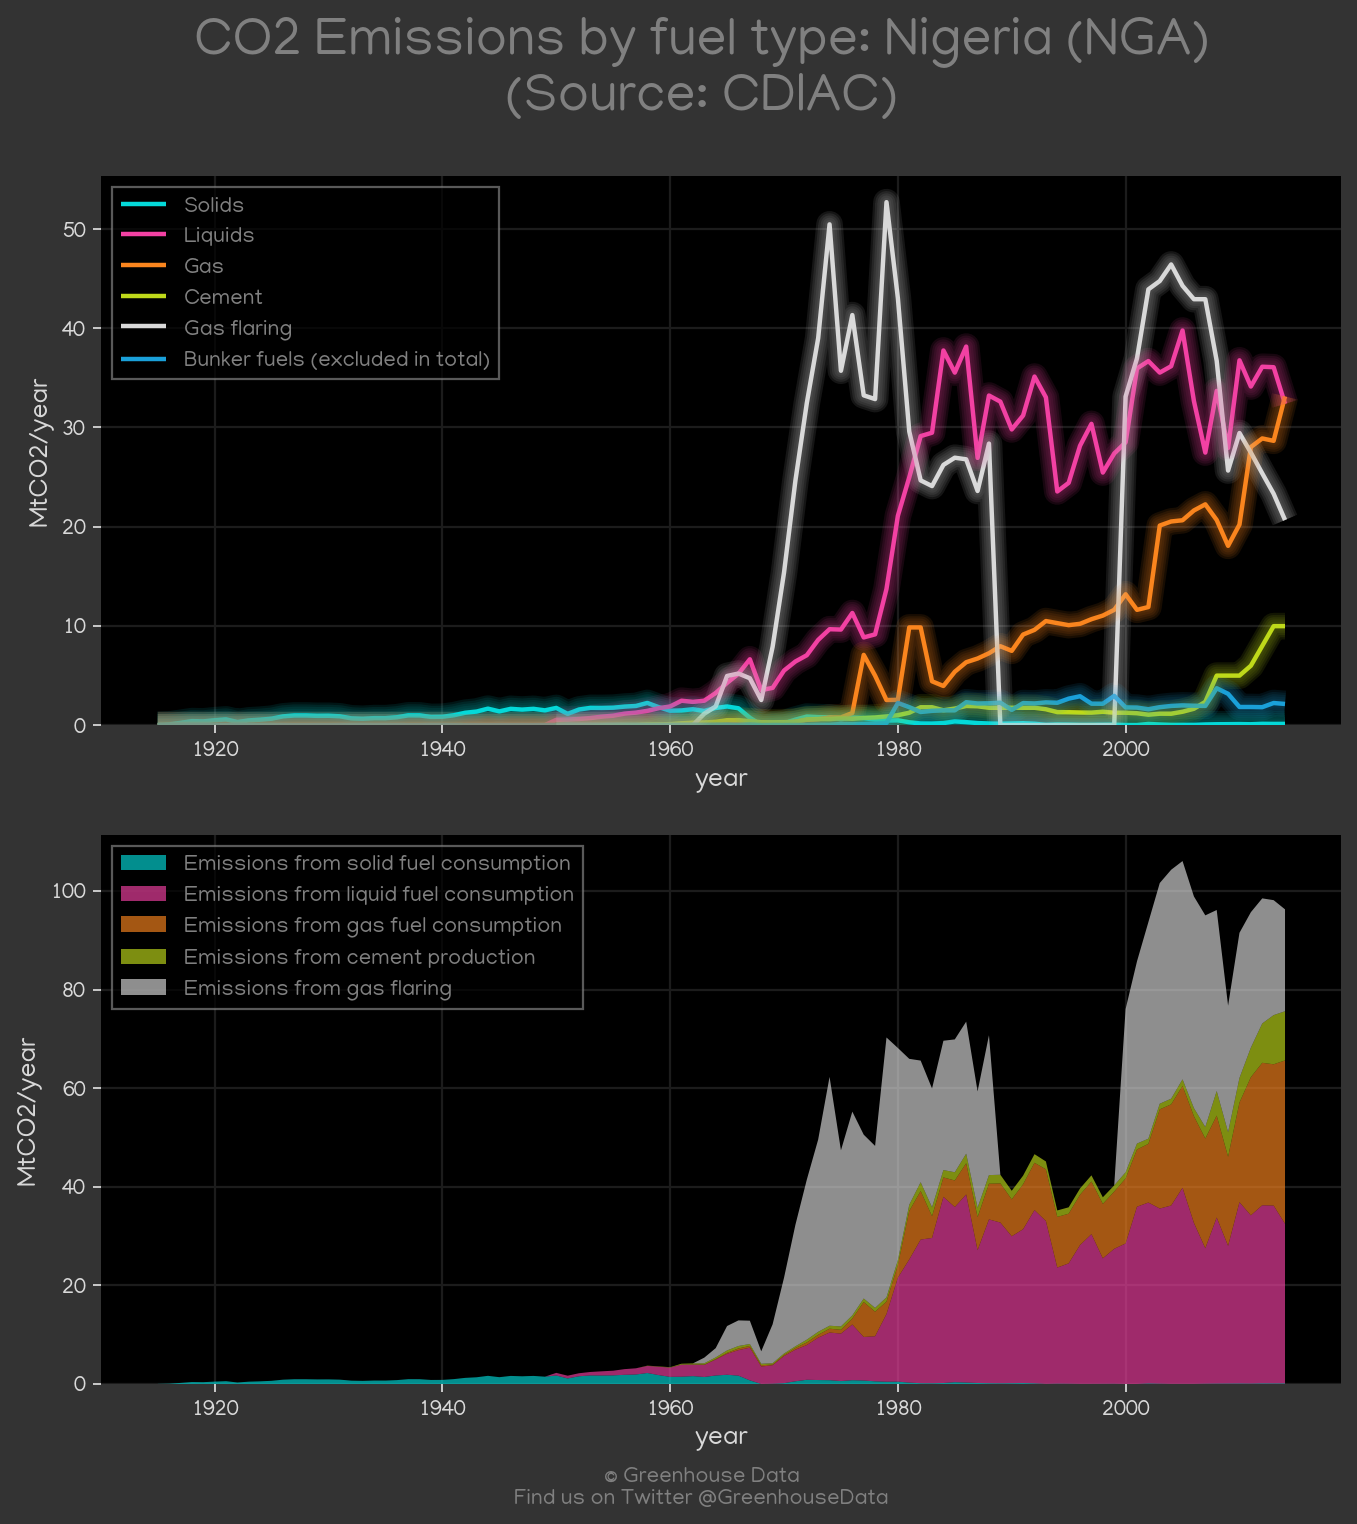 CO2 Emissions by fuel type: Nigeria (NGA)
(Source: CDIAC)
Solids
Liquids
Gas
Cement
Gas flaring
Bunker fuels (excluded in total)
MtCO2/year
50
40
30
20
10
0
1920 1940 1960 1980 2000
year
Emissions from solid fuel consumption
Emissions from liquid fuel consumption
Emissions from gas fuel consumption
Emissions from cement production
Emissions from gas flaring
MtCO2/year
100
80
60
40
20
0
1920 1940 1960 1980 2000
year
© Greenhouse Data
Find us on Twitter @GreenhouseData